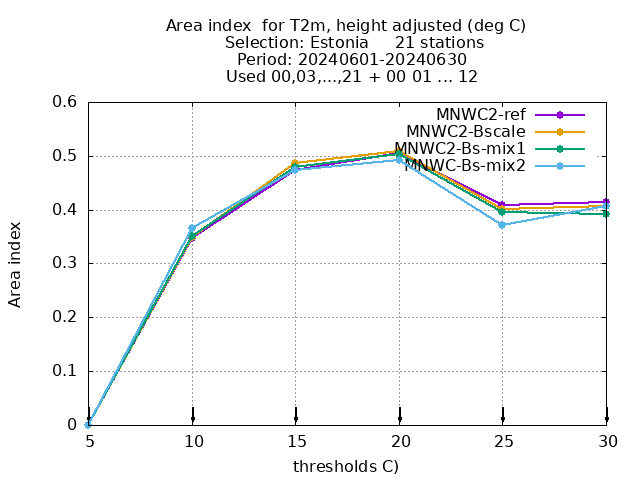 Area index  for T2m, height adjusted (deg C)
Selection: Estonia     21 stations
Period: 20240601-20240630
Used 00,03,...,21 + 00 01 ... 12
MNWC2-ref
MNWC2-Bscale
MNWC2-Bs-mix1
MNWC-Bs-mix2
0.6
0.5
0.4
0.3
0.2
0.1
0
Area index
5 10 15 20 25 30
thresholds C)